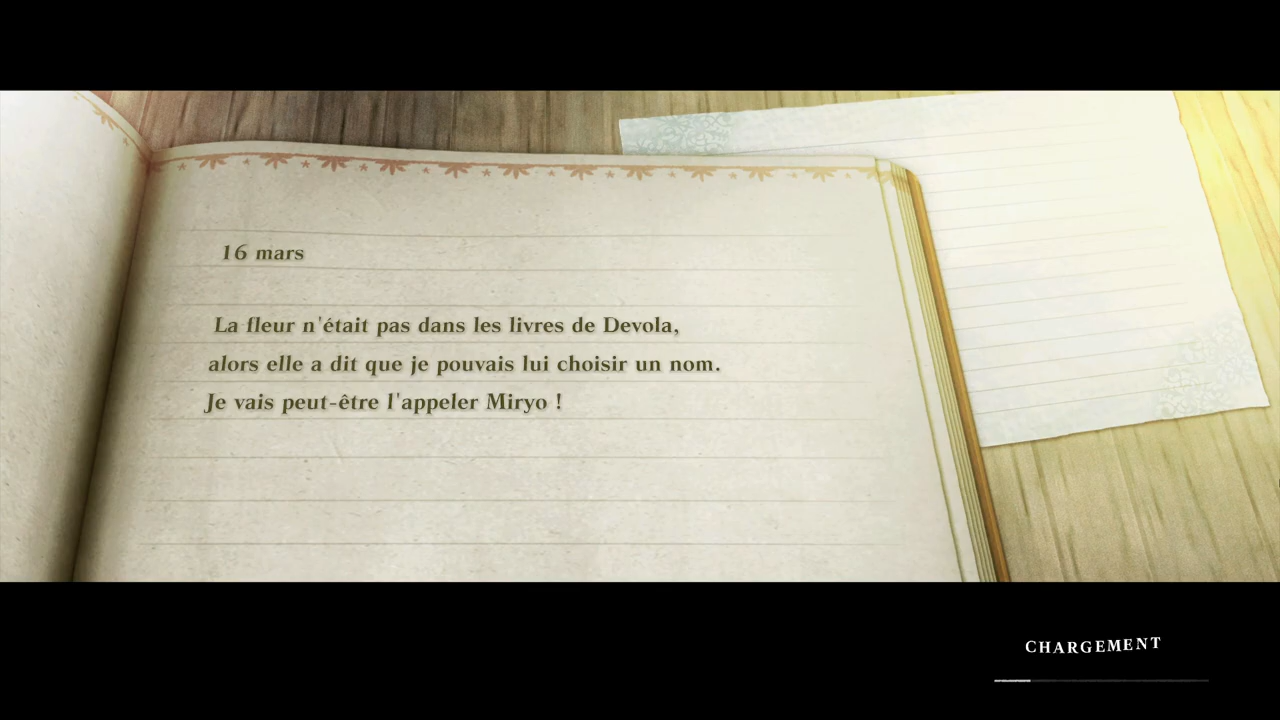 16 mars
La fleur n'était pas dans les livres de Devola,
alors elle a dit que je pouvais lui choisir un nom.
Je vais peut-être l'appeler Miryo !
CHARGEMENT